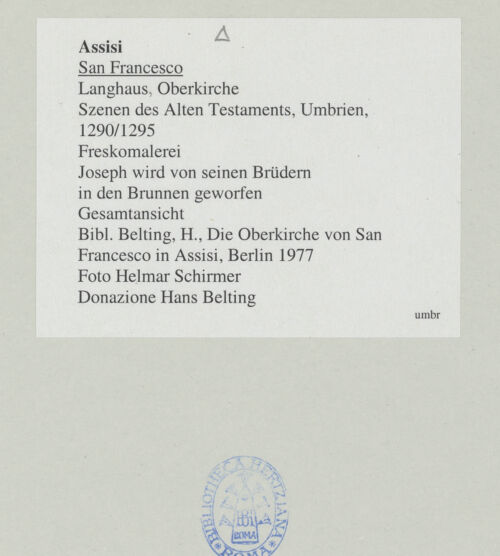 Assisi
San Francesco
Langhaus, Oberkirche
Szenen des Alten Testaments, Umbrien,
1290/1295
Freskomalerei
Joseph wird von seinen Brüdern
in den Brunnen geworfen
Gesamtansicht
Bibl. Belting, H., Die Oberkirche von San
Francesco in Assisi, Berlin 1977
Foto Helmar Schirmer
Donazione Hans Belting
umbr
BIBLIOTHECA HERTZIANA
ROMA
ROMA